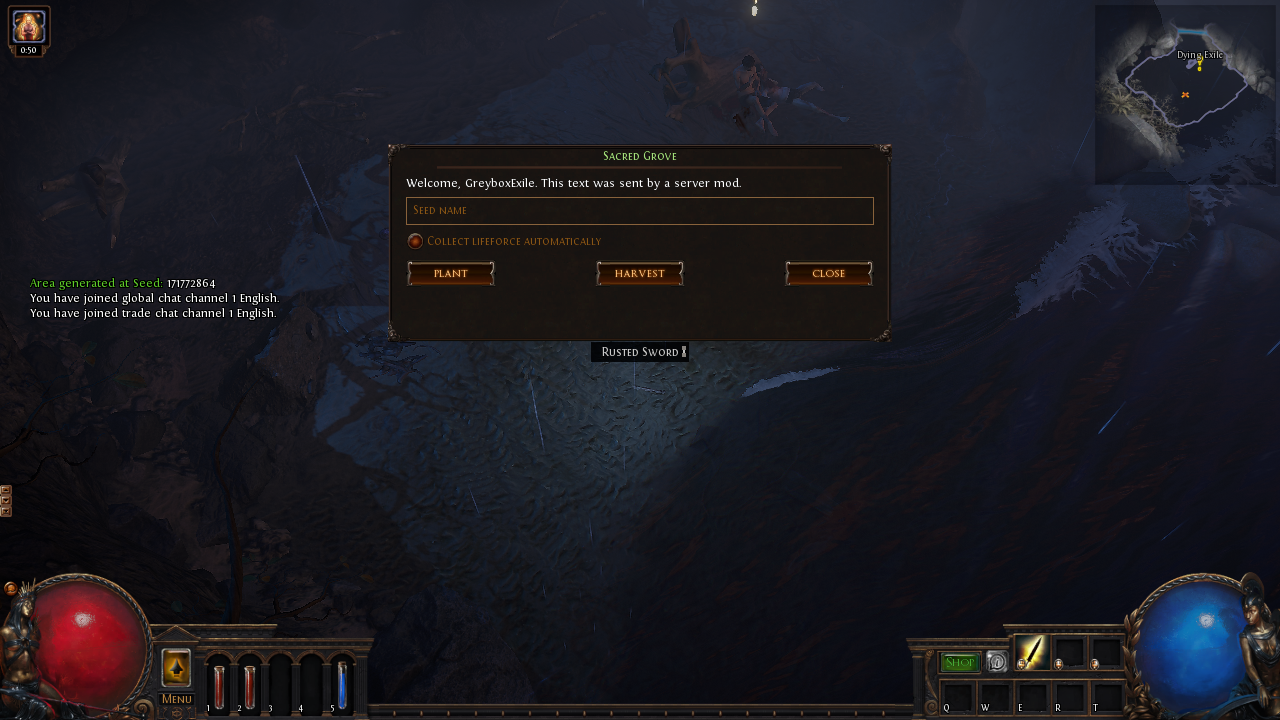 0:50
Dying Exile
Sacred Grove
Welcome, GreyboxExile. This text was sent by a server mod.
Seed name
Collect lifeforce automatically
Plant
Harvest
Close
Area generated at Seed: 171772864
You have joined global chat channel 1 English.
You have joined trade chat channel 1 English.
Rusted Sword
Menu
1 2 3 4 5
Shop
Q W E R T